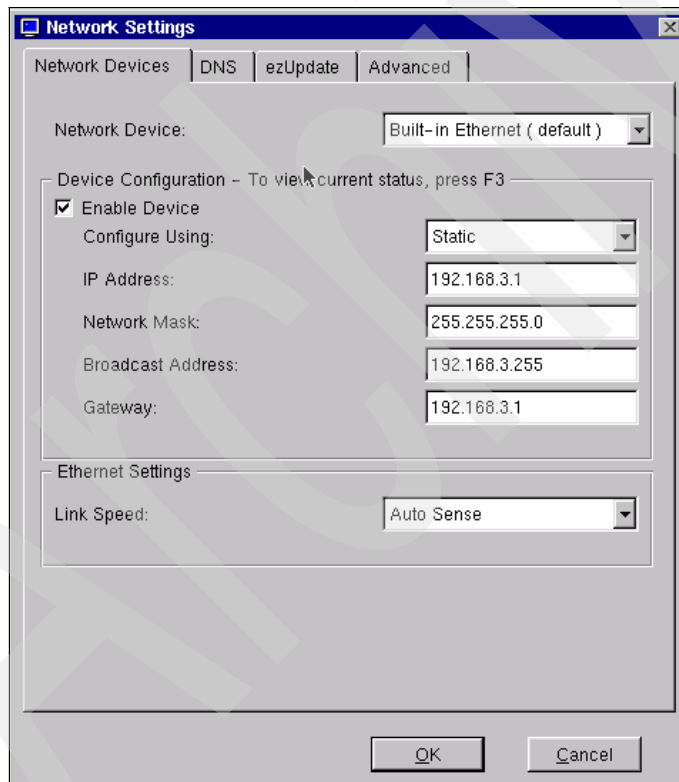 Network Settings
Network Devices DNS ezUpdate Advanced
Network Device: Built-in Ethernet ( default )
Device Configuration - To view current status, press F3
Enable Device
Configure Using: Static
IP Address: 192.168.3.1
Network Mask: 255.255.255.0
Broadcast Address: 192.168.3.255
Gateway: 192.168.3.1
Ethernet Settings
Link Speed: Auto Sense
OK Cancel